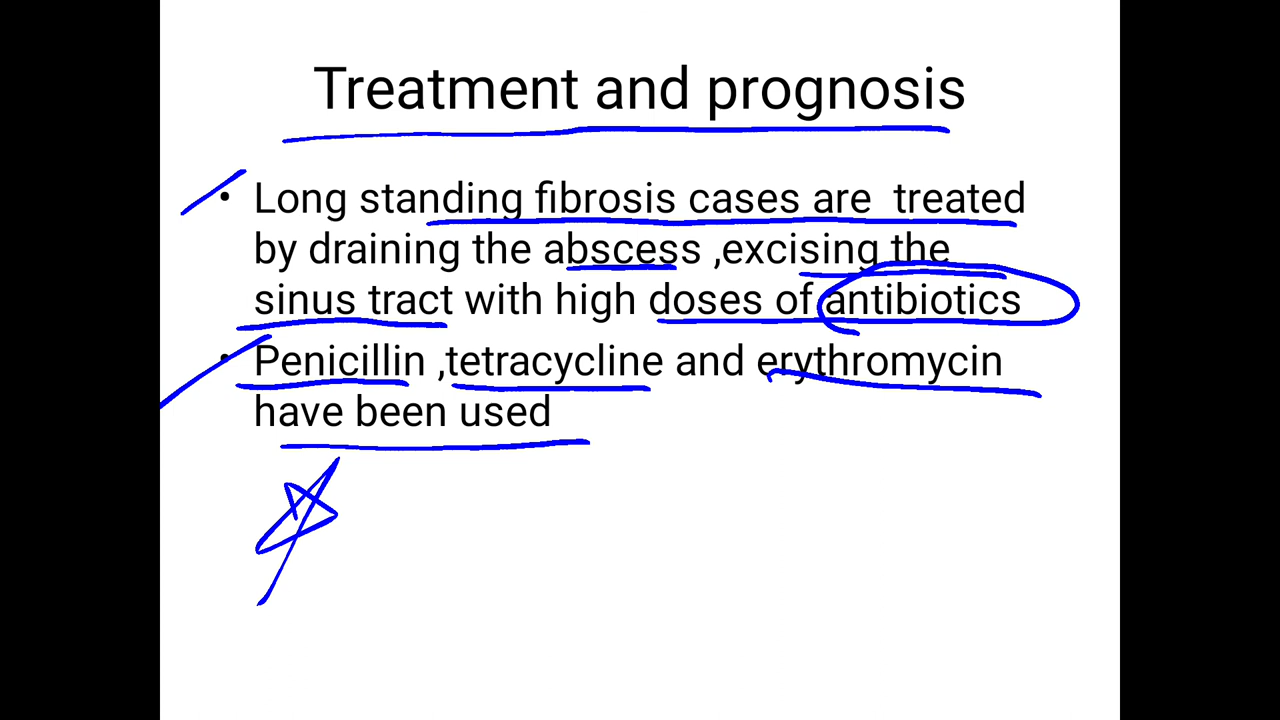 Treatment and prognosis
• Long standing fibrosis cases are  treated
by draining the abscess ,excising the
sinus tract with high doses of antibiotics
• Penicillin ,tetracycline and erythromycin
have been used